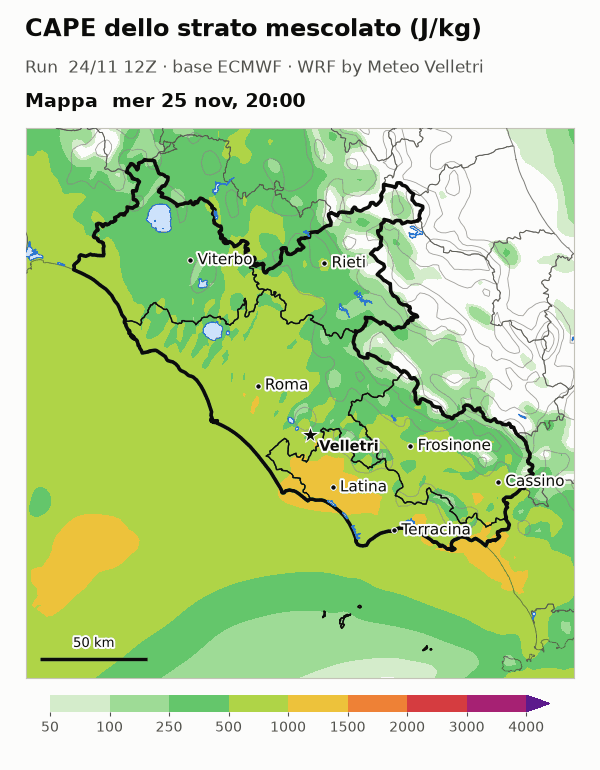 CAPE dello strato mescolato (J/kg)
Run  24/11 12Z · base ECMWF · WRF by Meteo Velletri
Mappa  mer 25 nov, 20:00
Viterbo
Rieti
Roma
Velletri
Frosinone
Cassino
Latina
Terracina
50 km
50 100 250 500 1000 1500 2000 3000 4000